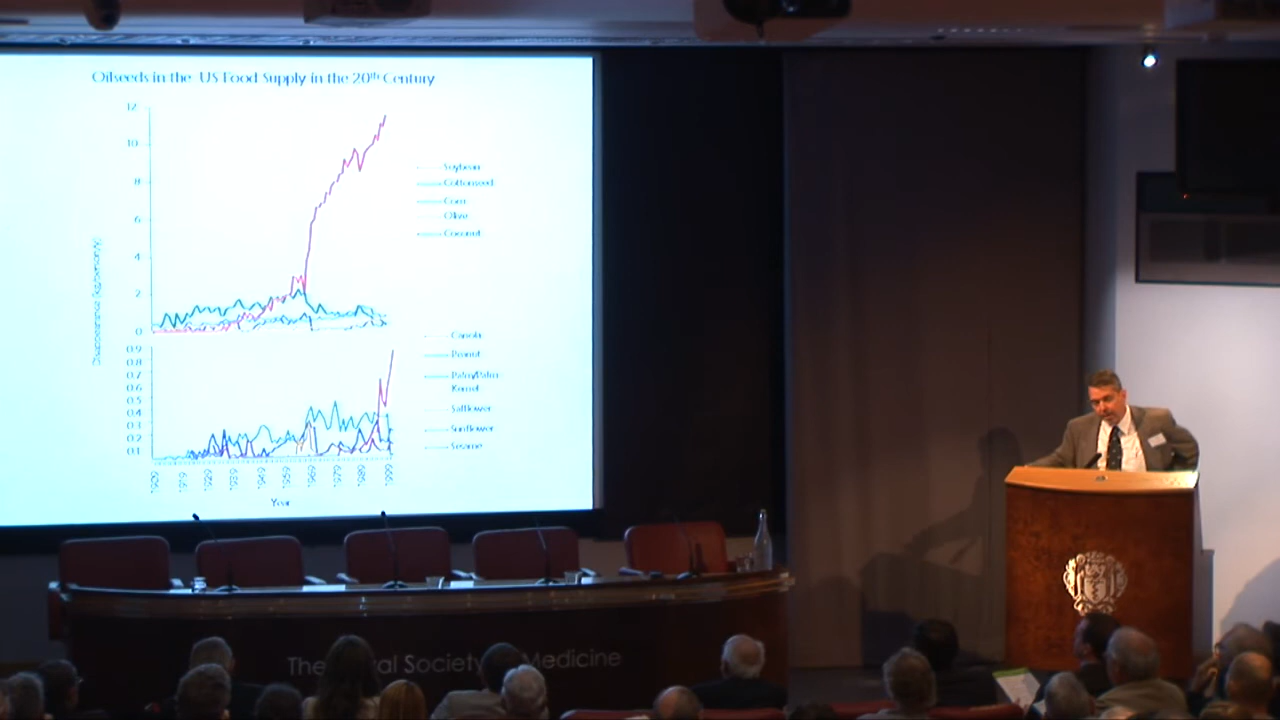 Oilseeds in the US Food Supply in the 20th Century
12
10
8
6
4
2
0
Soybean
Cottonseed
Corn
Olive
Coconut
0.9
0.8
0.7
0.6
0.5
0.4
0.3
0.2
0.1
Canola
Peanut
Palm/Palm
Kernel
Safflower
Sunflower
Sesame
Year
The Society Medicine